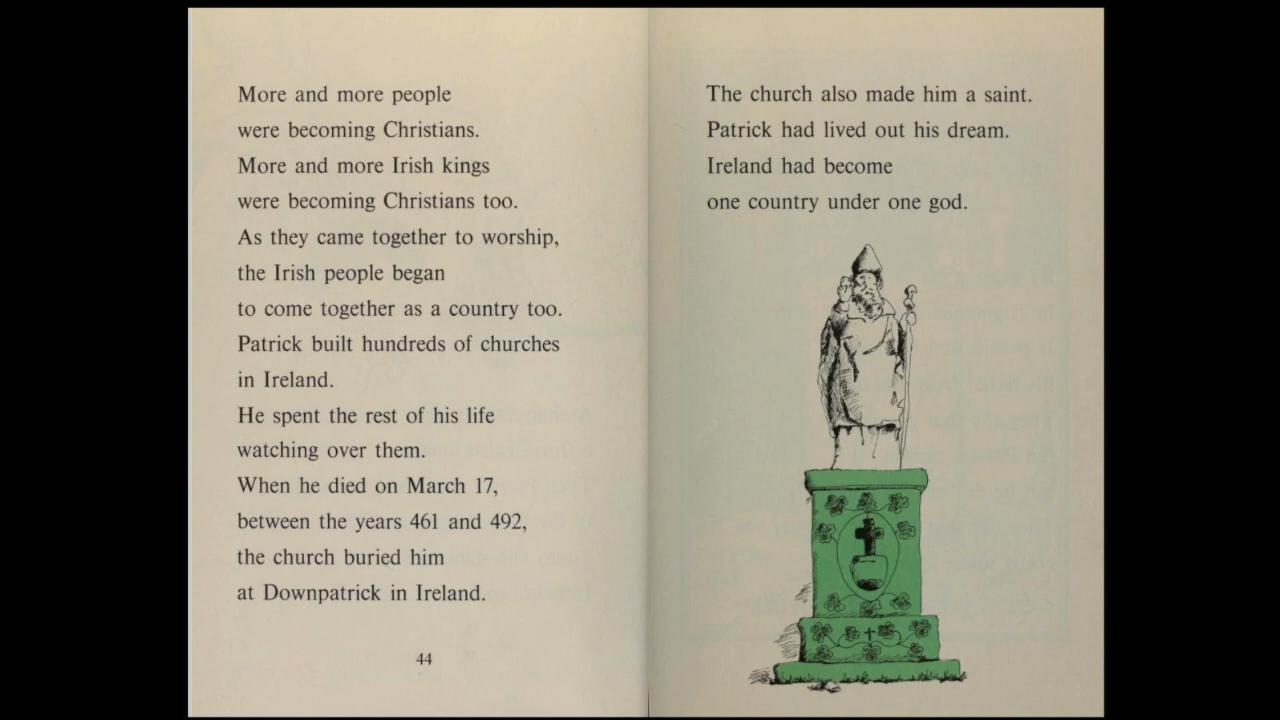 More and more people
were becoming Christians.
More and more Irish kings
were becoming Christians too.
As they came together to worship,
the Irish people began
to come together as a country too.
Patrick built hundreds of churches
in Ireland.
He spent the rest of his life
watching over them.
When he died on March 17,
between the years 461 and 492,
the church buried him
at Downpatrick in Ireland.
44
The church also made him a saint.
Patrick had lived out his dream.
Ireland had become
one country under one god.